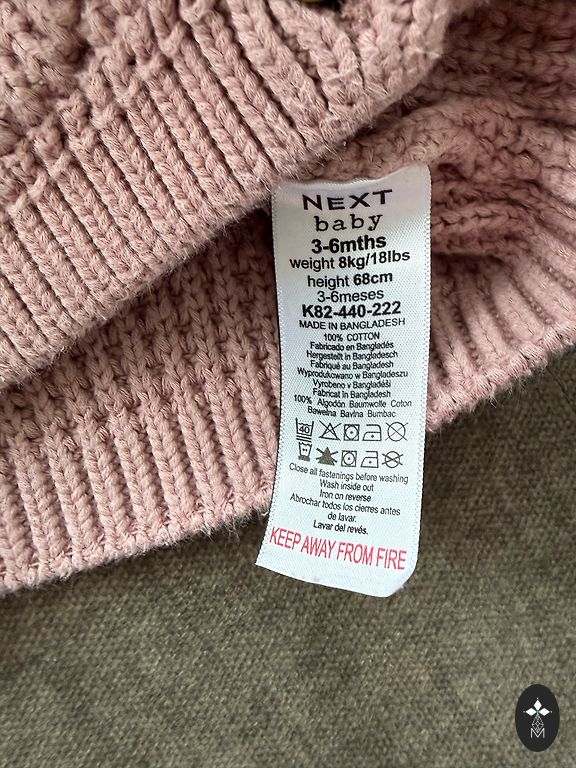 NEXT
baby
3-6mths
weight 8kg/18lbs
height 68cm
3-6meses
K82-440-222
MADE IN BANGLADESH
100% COTTON
Fabricado en Bangladés
Hergestellt in Bangladesch
Fabriqué au Bangladesh
Wyprodukowano w Bangladeszu
Vyrobeno v Bangladéši
Fabricat în Bangladesh
100% Algodón Baumwolle Coton
Bawełna Bavlna Bumbac
40
Close all fastenings before washing
Wash inside out
Iron on reverse
Abrochar todos los cierres antes
de lavar.
Lavar del revés.
KEEP AWAY FROM FIRE
M